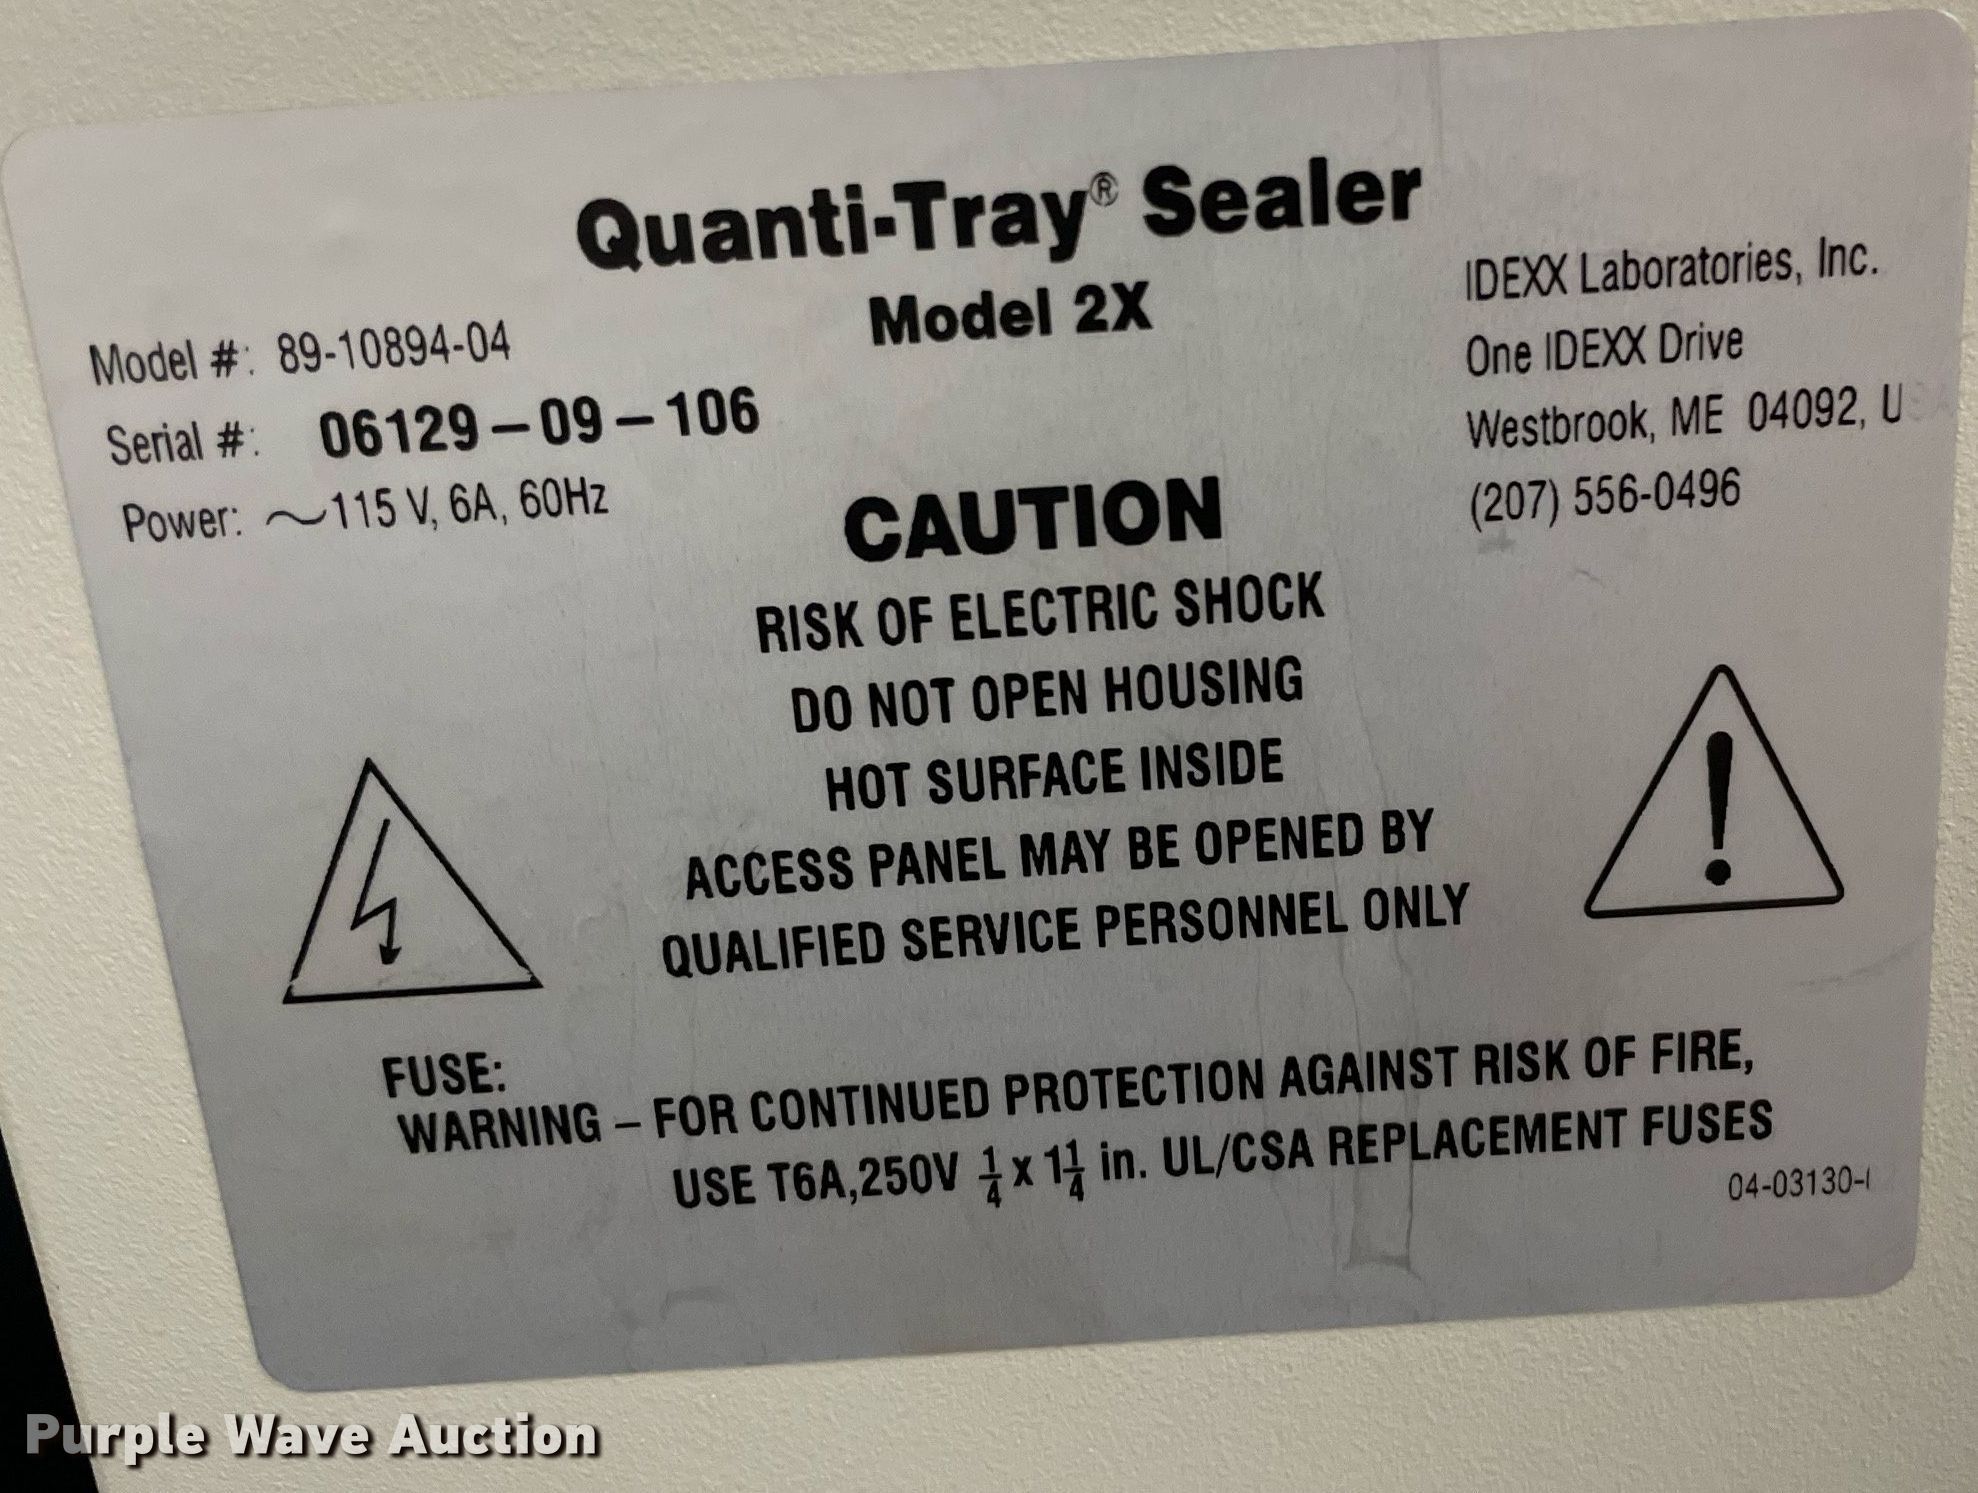 Quanti-Tray® Sealer
Model 2X
Model #: 89-10894-04
Serial #: 06129-09-106
Power: ~115 V, 6A, 60Hz
IDEXX Laboratories, Inc.
One IDEXX Drive
Westbrook, ME 04092, USA
(207) 556-0496
CAUTION
RISK OF ELECTRIC SHOCK
DO NOT OPEN HOUSING
HOT SURFACE INSIDE
ACCESS PANEL MAY BE OPENED BY
QUALIFIED SERVICE PERSONNEL ONLY
FUSE:
WARNING – FOR CONTINUED PROTECTION AGAINST RISK OF FIRE,
USE T6A,250V 1/4 x 1 1/4 in. UL/CSA REPLACEMENT FUSES
Purple Wave Auction